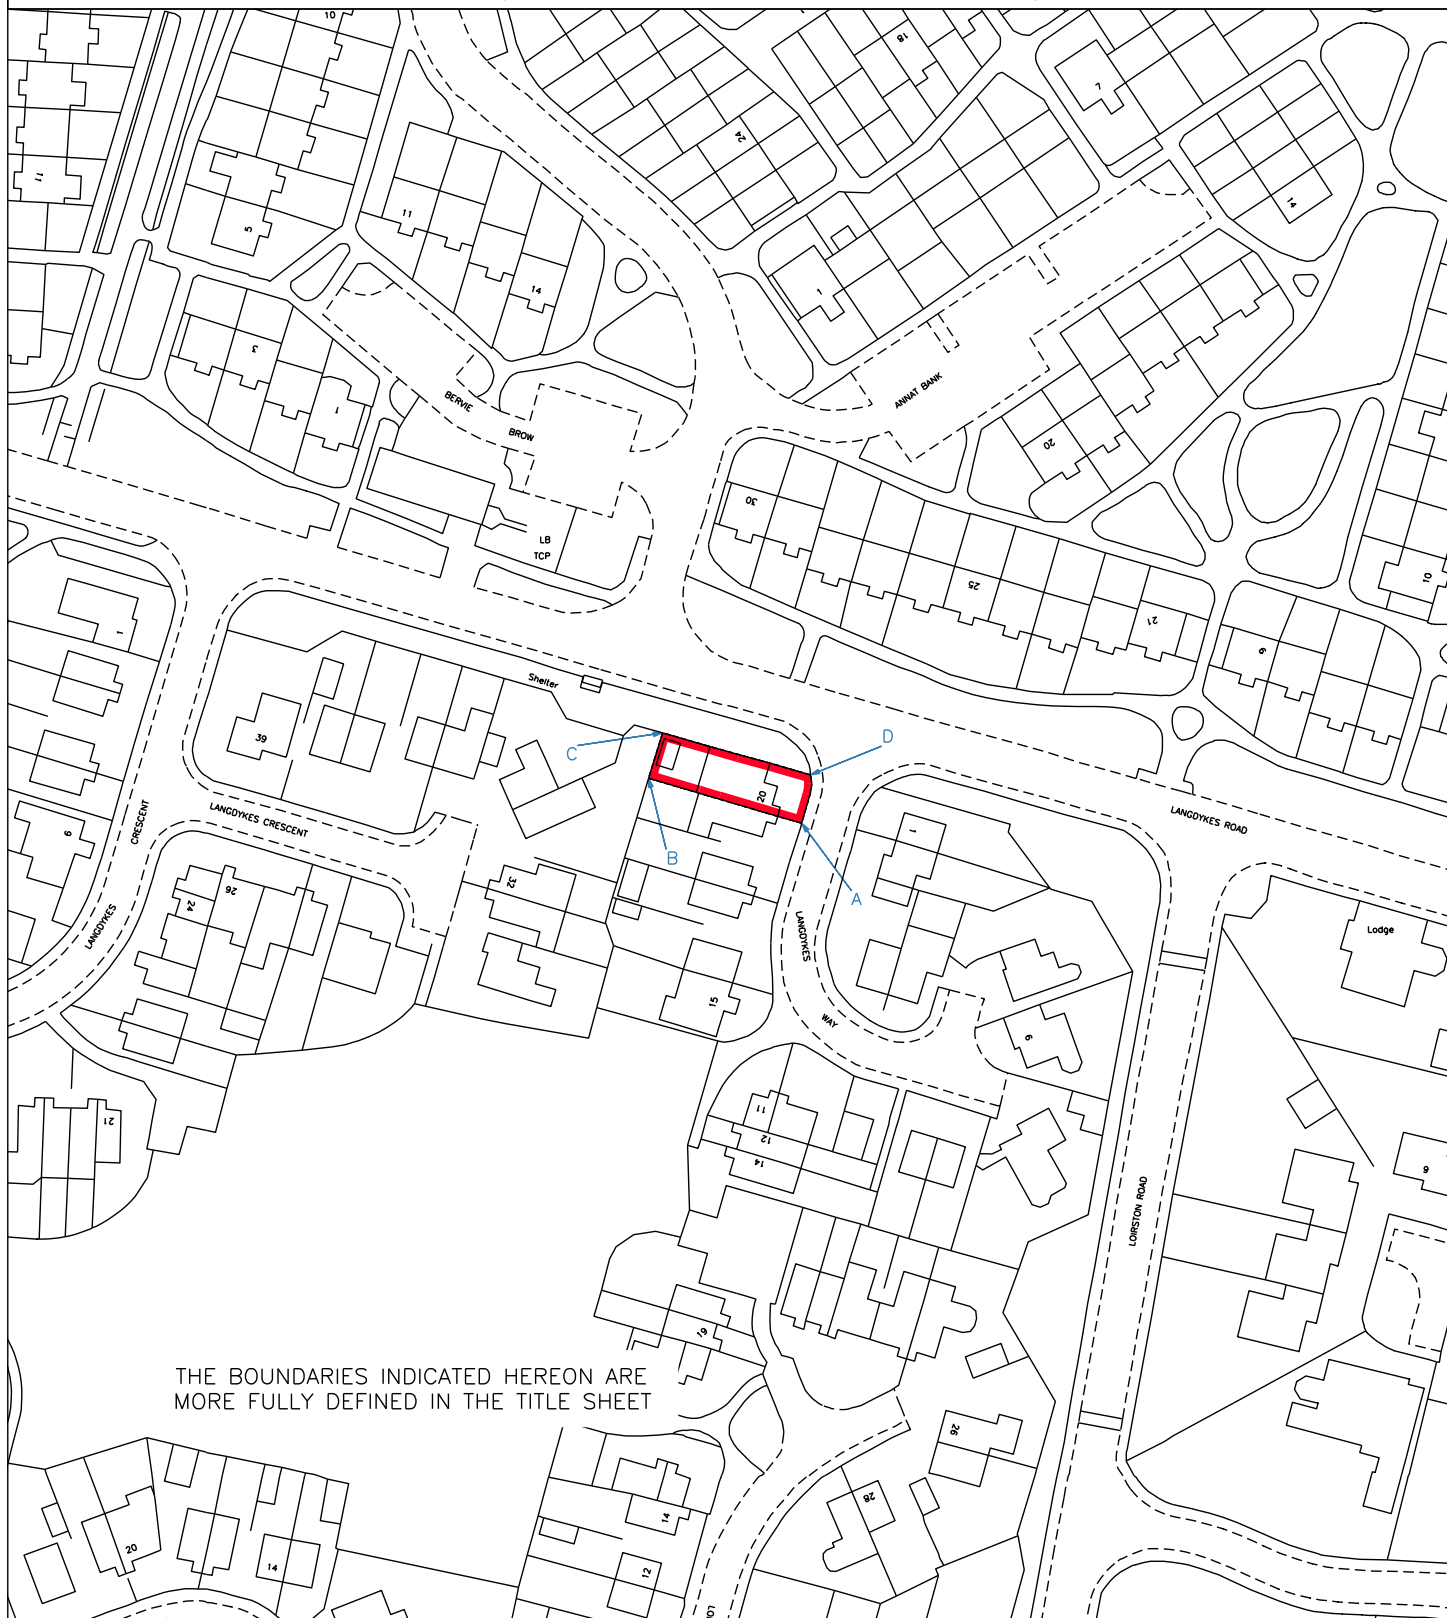 10
18
7
24
11
11
5
14
14
1
3
1
BERVIE
BROW
ANNAT BANK
20
30
LB
TCP
25
21
10
9
1
Shelter
39
C
D
20
LANGDYKES ROAD
LANGDYKES CRESCENT
CRESCENT
9
1
B
A
32
26
24
LANGDYKES
LANGDYKES
Lodge
15
WAY
9
11
12
14
21
LOIRSTON ROAD
6
19
THE BOUNDARIES INDICATED HEREON ARE
MORE FULLY DEFINED IN THE TITLE SHEET
26
28
14
20
14
12